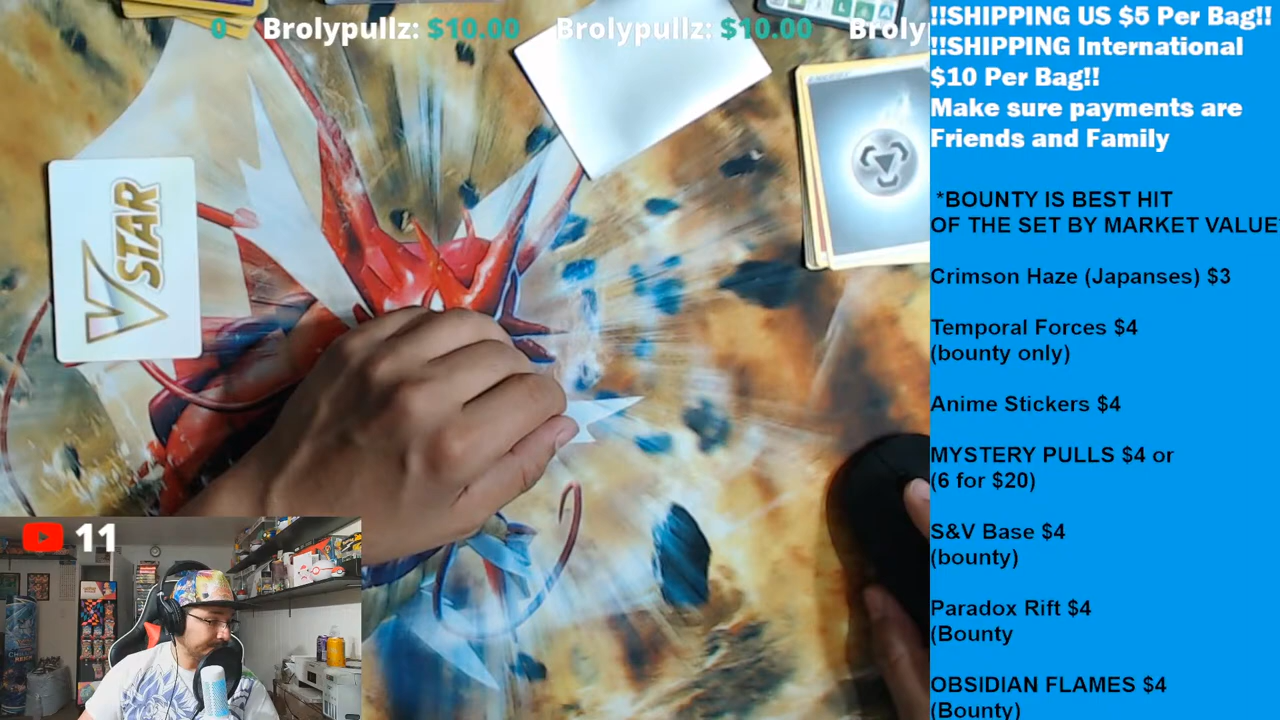 0 Brolypullz: $10.00 Brolypullz: $10.00 Broly
!!SHIPPING US $5 Per Bag!!
!!SHIPPING International
$10 Per Bag!!
Make sure payments are
Friends and Family
*BOUNTY IS BEST HIT
OF THE SET BY MARKET VALUE
Crimson Haze (Japanses) $3
Temporal Forces $4
(bounty only)
Anime Stickers $4
MYSTERY PULLS $4 or
(6 for $20)
S&V Base $4
(bounty)
Paradox Rift $4
(Bounty
OBSIDIAN FLAMES $4
(Bounty)
VSTAR
ENERGY
11